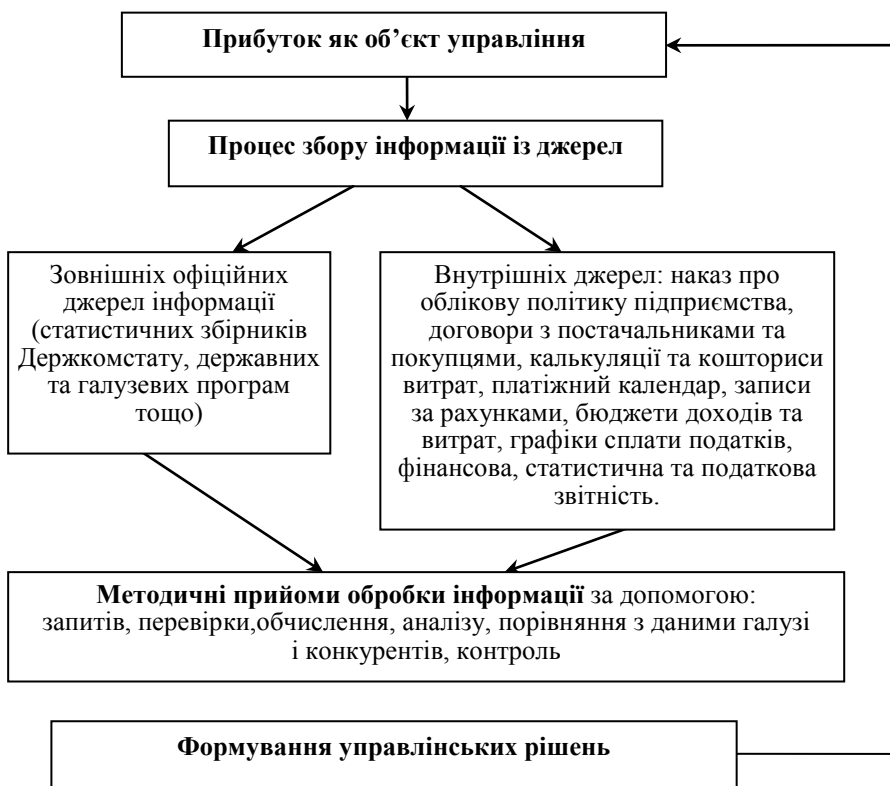 Прибуток як об’єкт управління
Процес збору інформації із джерел
Зовнішніх офіційних
джерел інформації
(статистичних збірників
Держкомстату, державних
та галузевих програм
тощо)
Внутрішніх джерел: наказ про
облікову політику підприємства,
договори з постачальниками та
покупцями, калькуляції та кошториси
витрат, платіжний календар, записи
за рахунками, бюджети доходів та
витрат, графіки сплати податків,
фінансова, статистична та податкова
звітність.
Методичні прийоми обробки інформації за допомогою:
запитів, перевірки,обчислення, аналізу, порівняння з даними галузі
і конкурентів, контроль
Формування управлінських рішень